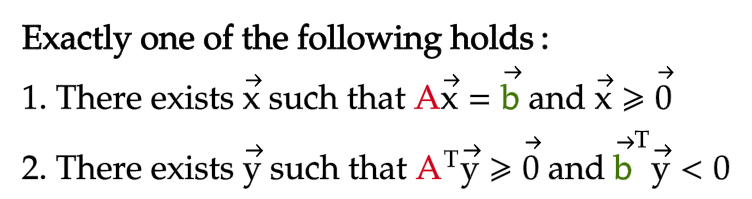 Exactly one of the following holds :
1. There exists x⃗ such that Ax⃗ = b⃗ and x⃗ ⩾ 0⃗
2. There exists y⃗ such that Aᵀy⃗ ⩾ 0⃗ and b⃗ᵀy⃗ < 0